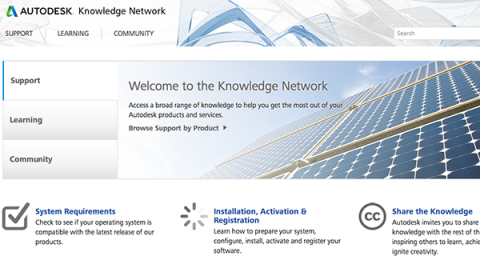 AUTODESK Knowledge Network
SUPPORT LEARNING COMMUNITY Search
Support
Learning
Community
Welcome to the Knowledge Network
Access a broad range of knowledge to help you get the most out of your
Autodesk products and services.
Browse Support by Product
System Requirements
Check to see if your operating system is
compatible with the latest release of our
products.
Installation, Activation &
Registration
Learn how to prepare your system,
configure, install, activate and register your
software.
CC
Share the Knowledge
Autodesk invites you to share
knowledge with the rest of th
inspiring others to learn, achie
ignite creativity.